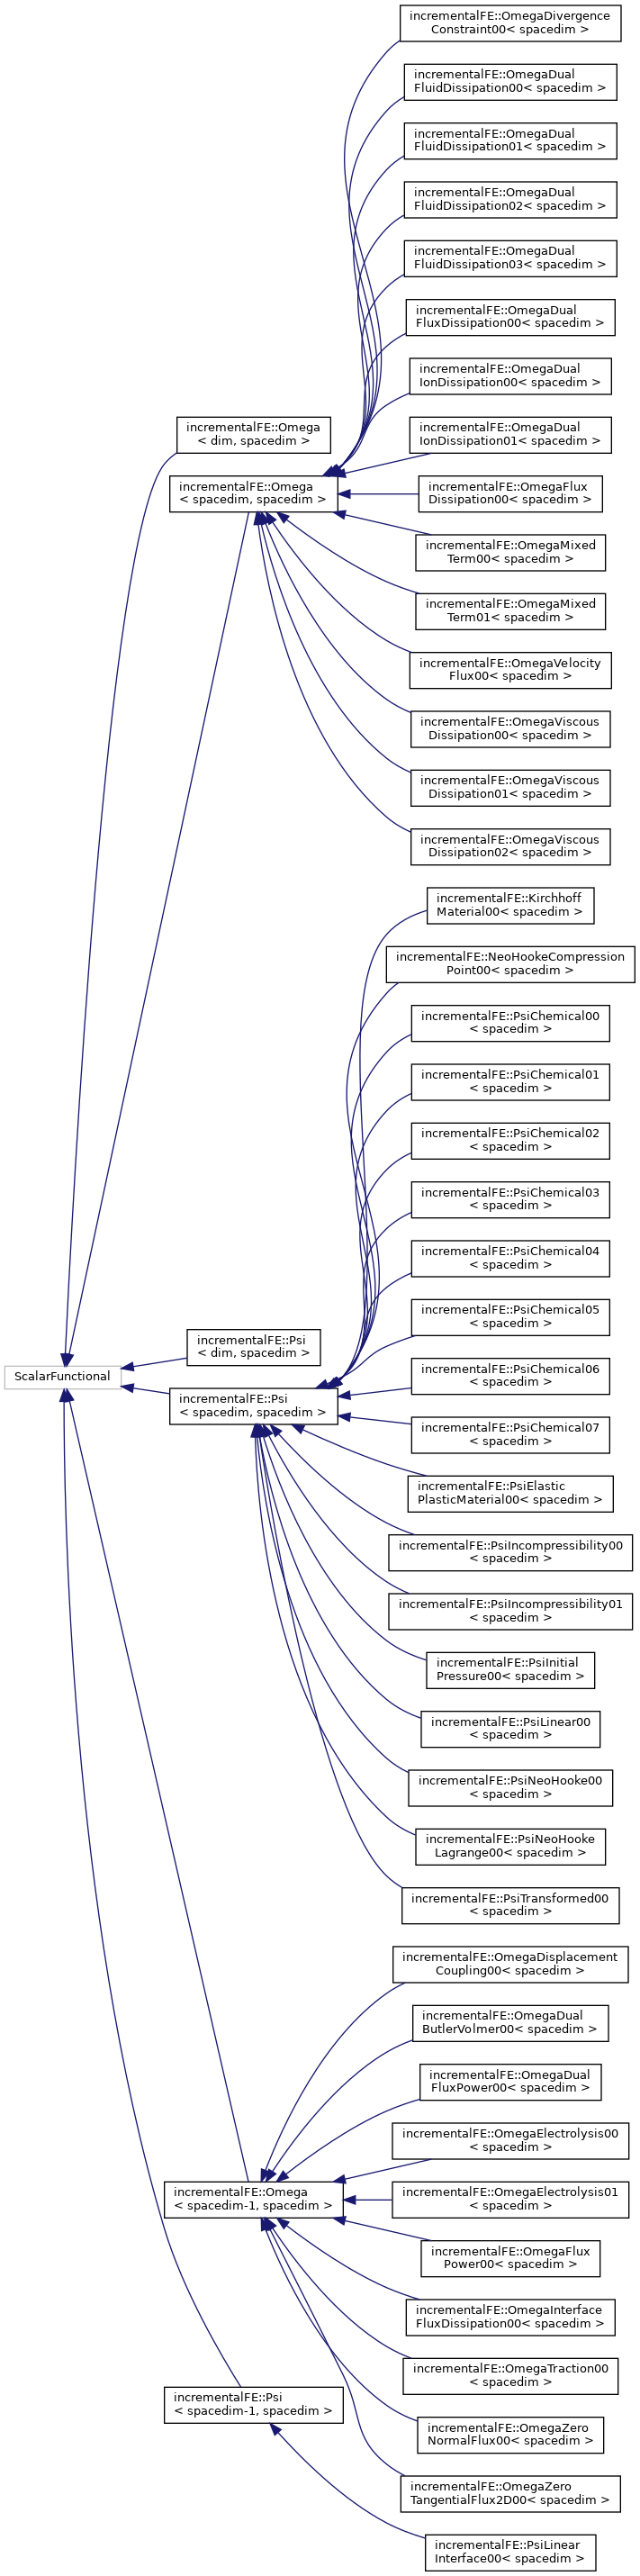 incrementalFE::OmegaDivergence
Constraint00< spacedim >
incrementalFE::OmegaDual
FluidDissipation00< spacedim >
incrementalFE::OmegaDual
FluidDissipation01< spacedim >
incrementalFE::OmegaDual
FluidDissipation02< spacedim >
incrementalFE::OmegaDual
FluidDissipation03< spacedim >
incrementalFE::OmegaDual
FluxDissipation00< spacedim >
incrementalFE::OmegaDual
IonDissipation00< spacedim >
incrementalFE::OmegaDual
IonDissipation01< spacedim >
incrementalFE::Omega
< dim, spacedim >
incrementalFE::Omega
< spacedim, spacedim >
incrementalFE::OmegaFlux
Dissipation00< spacedim >
incrementalFE::OmegaMixed
Term00< spacedim >
incrementalFE::OmegaMixed
Term01< spacedim >
incrementalFE::OmegaVelocity
Flux00< spacedim >
incrementalFE::OmegaViscous
Dissipation00< spacedim >
incrementalFE::OmegaViscous
Dissipation01< spacedim >
incrementalFE::OmegaViscous
Dissipation02< spacedim >
incrementalFE::Kirchhoff
Material00< spacedim >
incrementalFE::NeoHookeCompression
Point00< spacedim >
incrementalFE::PsiChemical00
< spacedim >
incrementalFE::PsiChemical01
< spacedim >
incrementalFE::PsiChemical02
< spacedim >
incrementalFE::PsiChemical03
< spacedim >
incrementalFE::PsiChemical04
< spacedim >
incrementalFE::PsiChemical05
< spacedim >
incrementalFE::Psi
< dim, spacedim >
ScalarFunctional
incrementalFE::PsiChemical06
< spacedim >
incrementalFE::Psi
< spacedim, spacedim >
incrementalFE::PsiChemical07
< spacedim >
incrementalFE::PsiElastic
PlasticMaterial00< spacedim >
incrementalFE::PsiIncompressibility00
< spacedim >
incrementalFE::PsiIncompressibility01
< spacedim >
incrementalFE::PsiInitial
Pressure00< spacedim >
incrementalFE::PsiLinear00
< spacedim >
incrementalFE::PsiNeoHooke00
< spacedim >
incrementalFE::PsiNeoHooke
Lagrange00< spacedim >
incrementalFE::PsiTransformed00
< spacedim >
incrementalFE::OmegaDisplacement
Coupling00< spacedim >
incrementalFE::OmegaDual
ButlerVolmer00< spacedim >
incrementalFE::OmegaDual
FluxPower00< spacedim >
incrementalFE::OmegaElectrolysis00
< spacedim >
incrementalFE::Omega
< spacedim-1, spacedim >
incrementalFE::OmegaElectrolysis01
< spacedim >
incrementalFE::OmegaFlux
Power00< spacedim >
incrementalFE::OmegaInterface
FluxDissipation00< spacedim >
incrementalFE::OmegaTraction00
< spacedim >
incrementalFE::Psi
< spacedim-1, spacedim >
incrementalFE::OmegaZero
NormalFlux00< spacedim >
incrementalFE::OmegaZero
TangentialFlux2D00< spacedim >
incrementalFE::PsiLinear
Interface00< spacedim >